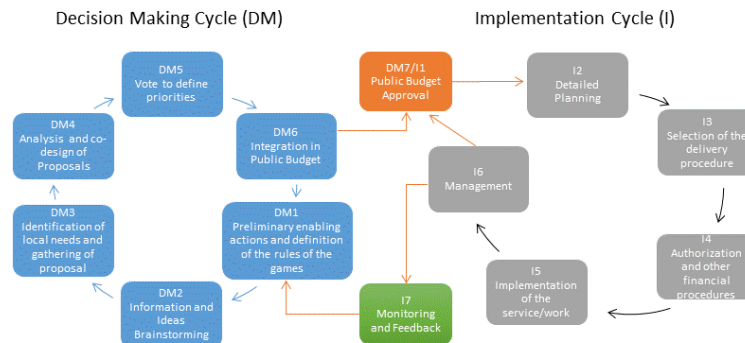 Decision Making Cycle (DM)
Implementation Cycle (I)
DM5
Vote to define
priorities
DM7/I1
Public Budget
Approval
I2
Detailed
Planning
DM4
Analysis and co-
design of
Proposals
DM6
Integration in
Public Budget
I3
Selection of the
delivery
procedure
I6
Management
DM3
Identification of
local needs and
gathering of
proposal
DM1
Preliminary enabling
actions and definition
of the rules of the
games
I4
Authorization
and other
financial
procedures
I5
Implementation
of the
service/work
DM2
Information and
Ideas
Brainstorming
I7
Monitoring
and Feedback